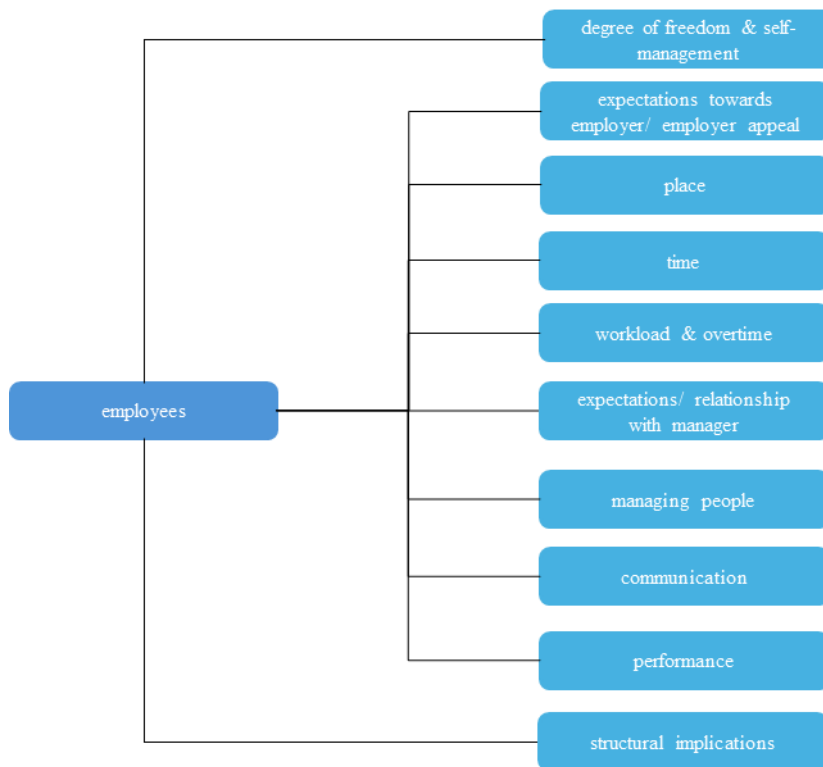 degree of freedom & self-
management
expectations towards
employer/ employer appeal
place
time
workload & overtime
employees
expectations/ relationship
with manager
managing people
communication
performance
structural implications